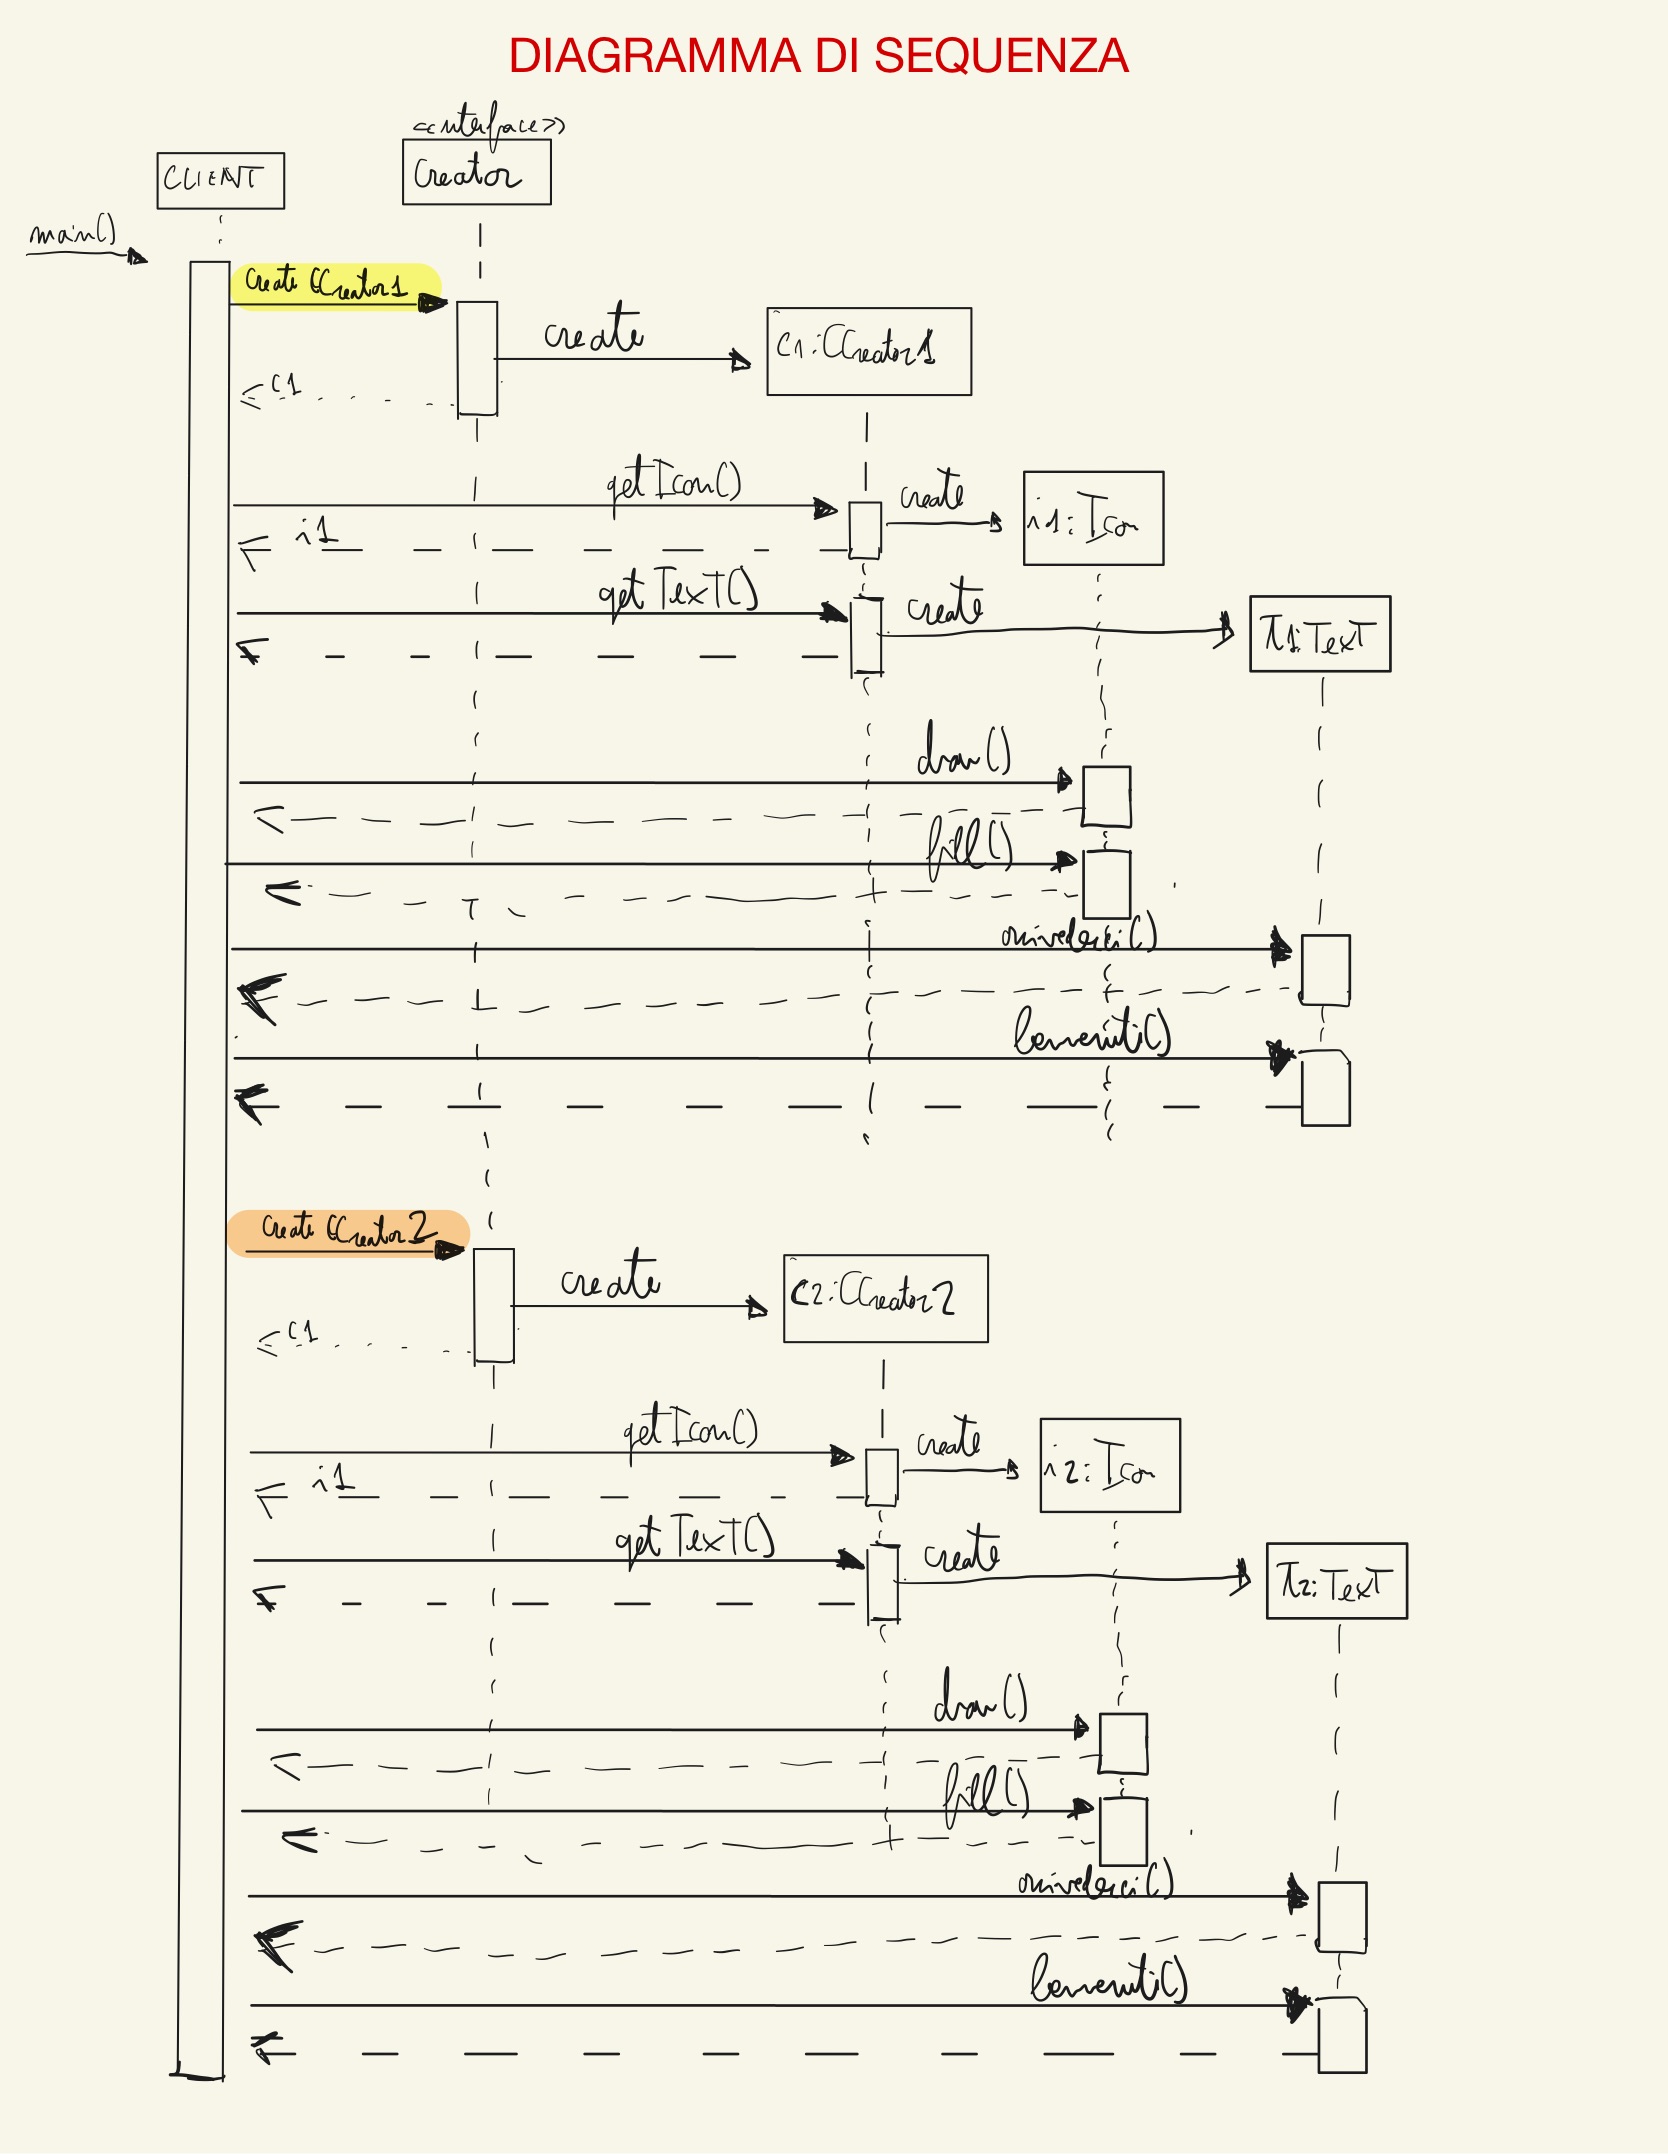 DIAGRAMMA DI SEQUENZA
<<interface>>
CLIENT
Creator
main()
create CCreator1
create
C1:CCreator1
c1
getIcon()
create
i1:Icon
i1
getText()
create
T1:Text
draw()
fill()
arrivederci()
benvenuti()
create CCreator2
create
C2:CCreator2
c1
getIcon()
create
i2:Icon
i1
getText()
create
T2:Text
draw()
fill()
arrivederci()
benvenuti()